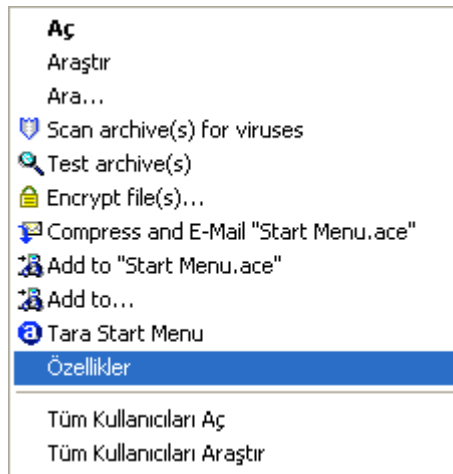 Aç
Araştır
Ara...
Scan archive(s) for viruses
Test archive(s)
Encrypt file(s)...
Compress and E-Mail "Start Menu.ace"
Add to "Start Menu.ace"
Add to...
Tara Start Menu
Özellikler
Tüm Kullanıcıları Aç
Tüm Kullanıcıları Araştır